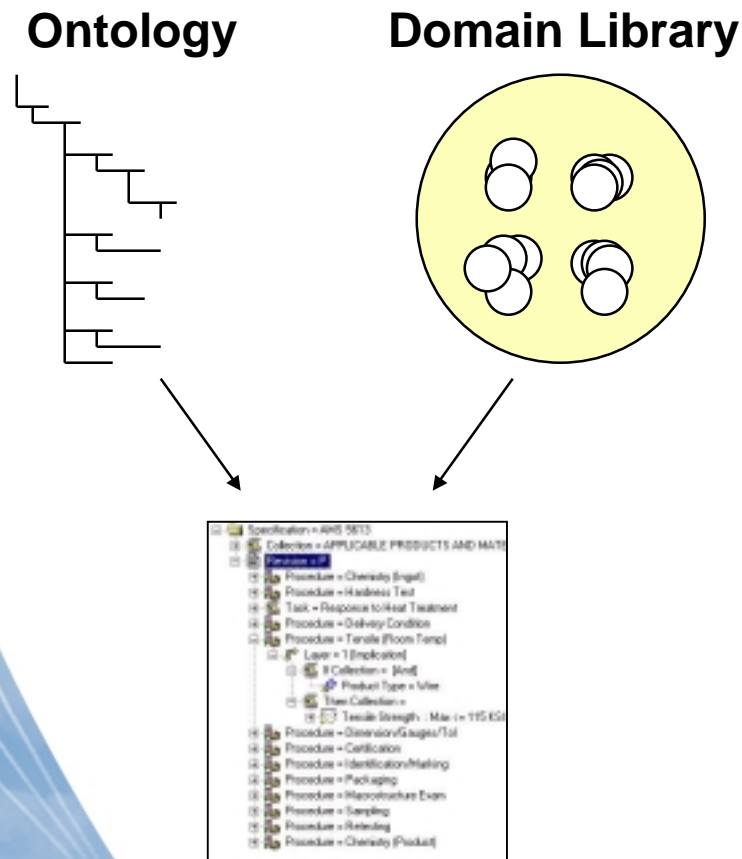 Ontology
Domain Library
Specification = AMS 5613
Collection = APPLICABLE PRODUCTS AND MATE
Revision = P
Procedure = Chemistry (Ingot)
Procedure = Hardness Test
Task = Response to Heat Treatment
Procedure = Delivery Condition
Procedure = Tensile (Room Temp)
Layer = 1 [Implication]
If Collection = [And]
Product Type = Wire
Then Collection =
Tensile Strength : Max (= 115 KSI
Procedure = Dimension/Gauges/Tol
Procedure = Certification
Procedure = Identification/Marking
Procedure = Packaging
Procedure = Macrostructure Exam
Procedure = Sampling
Procedure = Retesting
Procedure = Chemistry (Product)